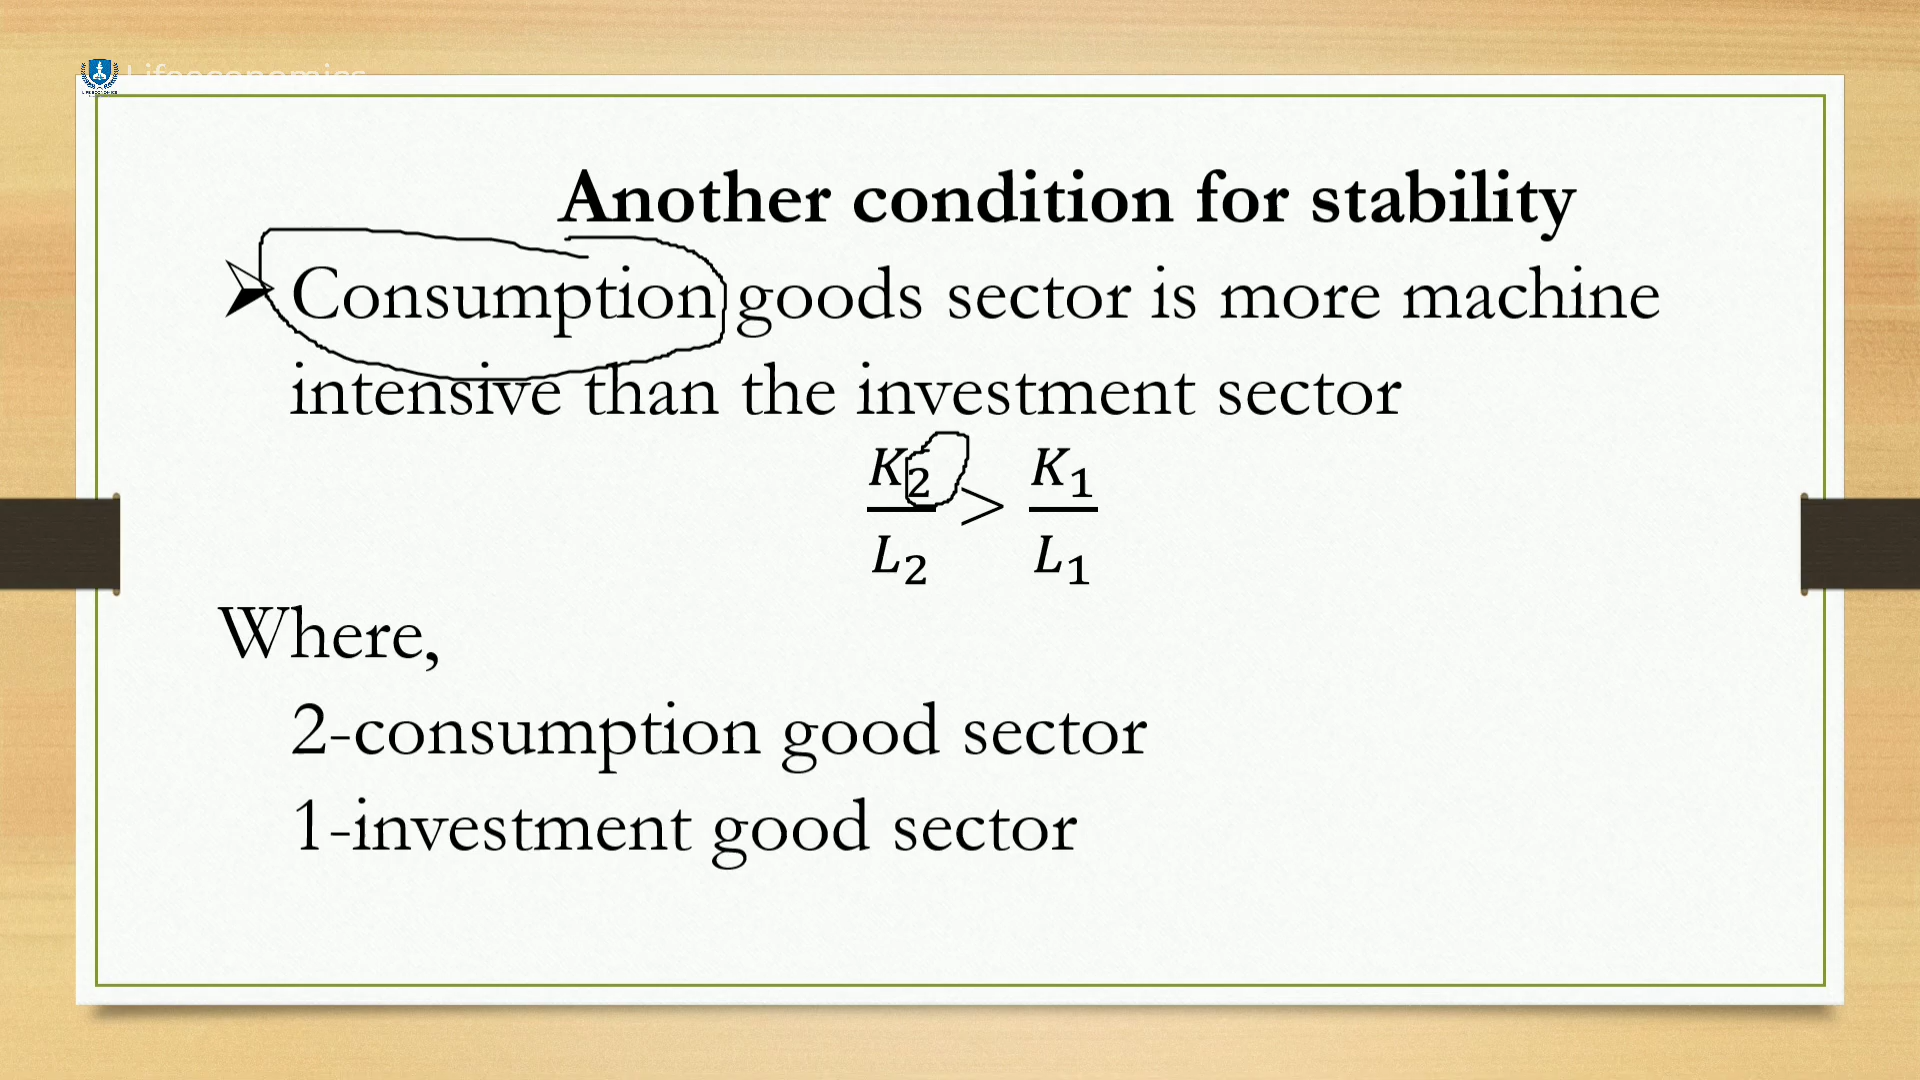 Lifeeconomics
Another condition for stability
Consumption goods sector is more machine
intensive than the investment sector
K₂/L₂ > K₁/L₁
Where,
2-consumption good sector
1-investment good sector